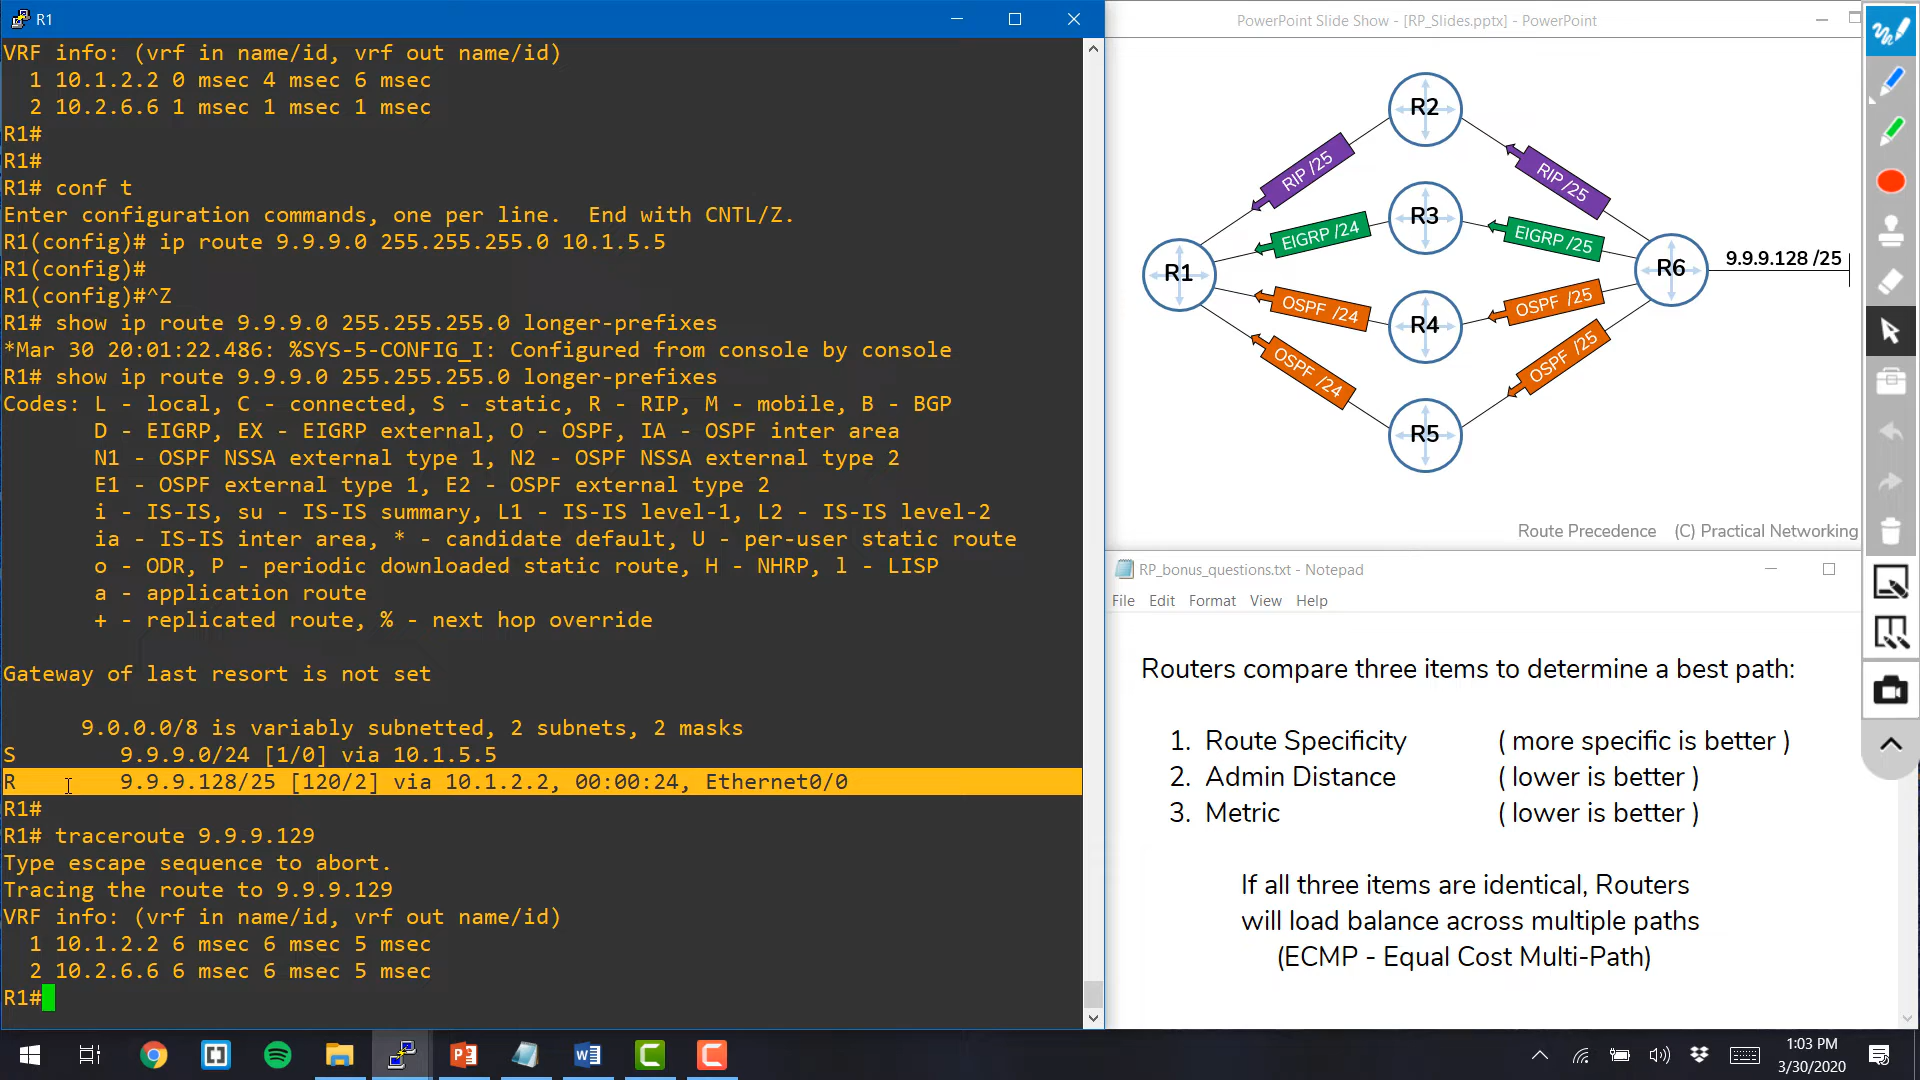 R1
VRF info: (vrf in name/id, vrf out name/id)
1 10.1.2.2 0 msec 4 msec 6 msec
2 10.2.6.6 1 msec 1 msec 1 msec
R1#
R1#
R1# conf t
Enter configuration commands, one per line.  End with CNTL/Z.
R1(config)# ip route 9.9.9.0 255.255.255.0 10.1.5.5
R1(config)#
R1(config)#^Z
R1# show ip route 9.9.9.0 255.255.255.0 longer-prefixes
*Mar 30 20:01:22.486: %SYS-5-CONFIG_I: Configured from console by console
R1# show ip route 9.9.9.0 255.255.255.0 longer-prefixes
Codes: L - local, C - connected, S - static, R - RIP, M - mobile, B - BGP
D - EIGRP, EX - EIGRP external, O - OSPF, IA - OSPF inter area
N1 - OSPF NSSA external type 1, N2 - OSPF NSSA external type 2
E1 - OSPF external type 1, E2 - OSPF external type 2
i - IS-IS, su - IS-IS summary, L1 - IS-IS level-1, L2 - IS-IS level-2
ia - IS-IS inter area, * - candidate default, U - per-user static route
o - ODR, P - periodic downloaded static route, H - NHRP, l - LISP
a - application route
+ - replicated route, % - next hop override
Gateway of last resort is not set
9.0.0.0/8 is variably subnetted, 2 subnets, 2 masks
S 9.9.9.0/24 [1/0] via 10.1.5.5
R 9.9.9.128/25 [120/2] via 10.1.2.2, 00:00:24, Ethernet0/0
R1#
R1# traceroute 9.9.9.129
Type escape sequence to abort.
Tracing the route to 9.9.9.129
VRF info: (vrf in name/id, vrf out name/id)
1 10.1.2.2 6 msec 6 msec 5 msec
2 10.2.6.6 6 msec 6 msec 5 msec
R1#
PowerPoint Slide Show - [RP_Slides.pptx] - PowerPoint
R2
RIP /25
RIP /25
R3
EIGRP /24
EIGRP /25
R1
R6
9.9.9.128 /25
OSPF /24
OSPF /25
R4
OSPF /24
OSPF /25
R5
Route Precedence (C) Practical Networking
RP_bonus_questions.txt - Notepad
File Edit Format View Help
Routers compare three items to determine a best path:
1. Route Specificity ( more specific is better )
2. Admin Distance ( lower is better )
3. Metric ( lower is better )
If all three items are identical, Routers
will load balance across multiple paths
(ECMP - Equal Cost Multi-Path)
1:03 PM
3/30/2020